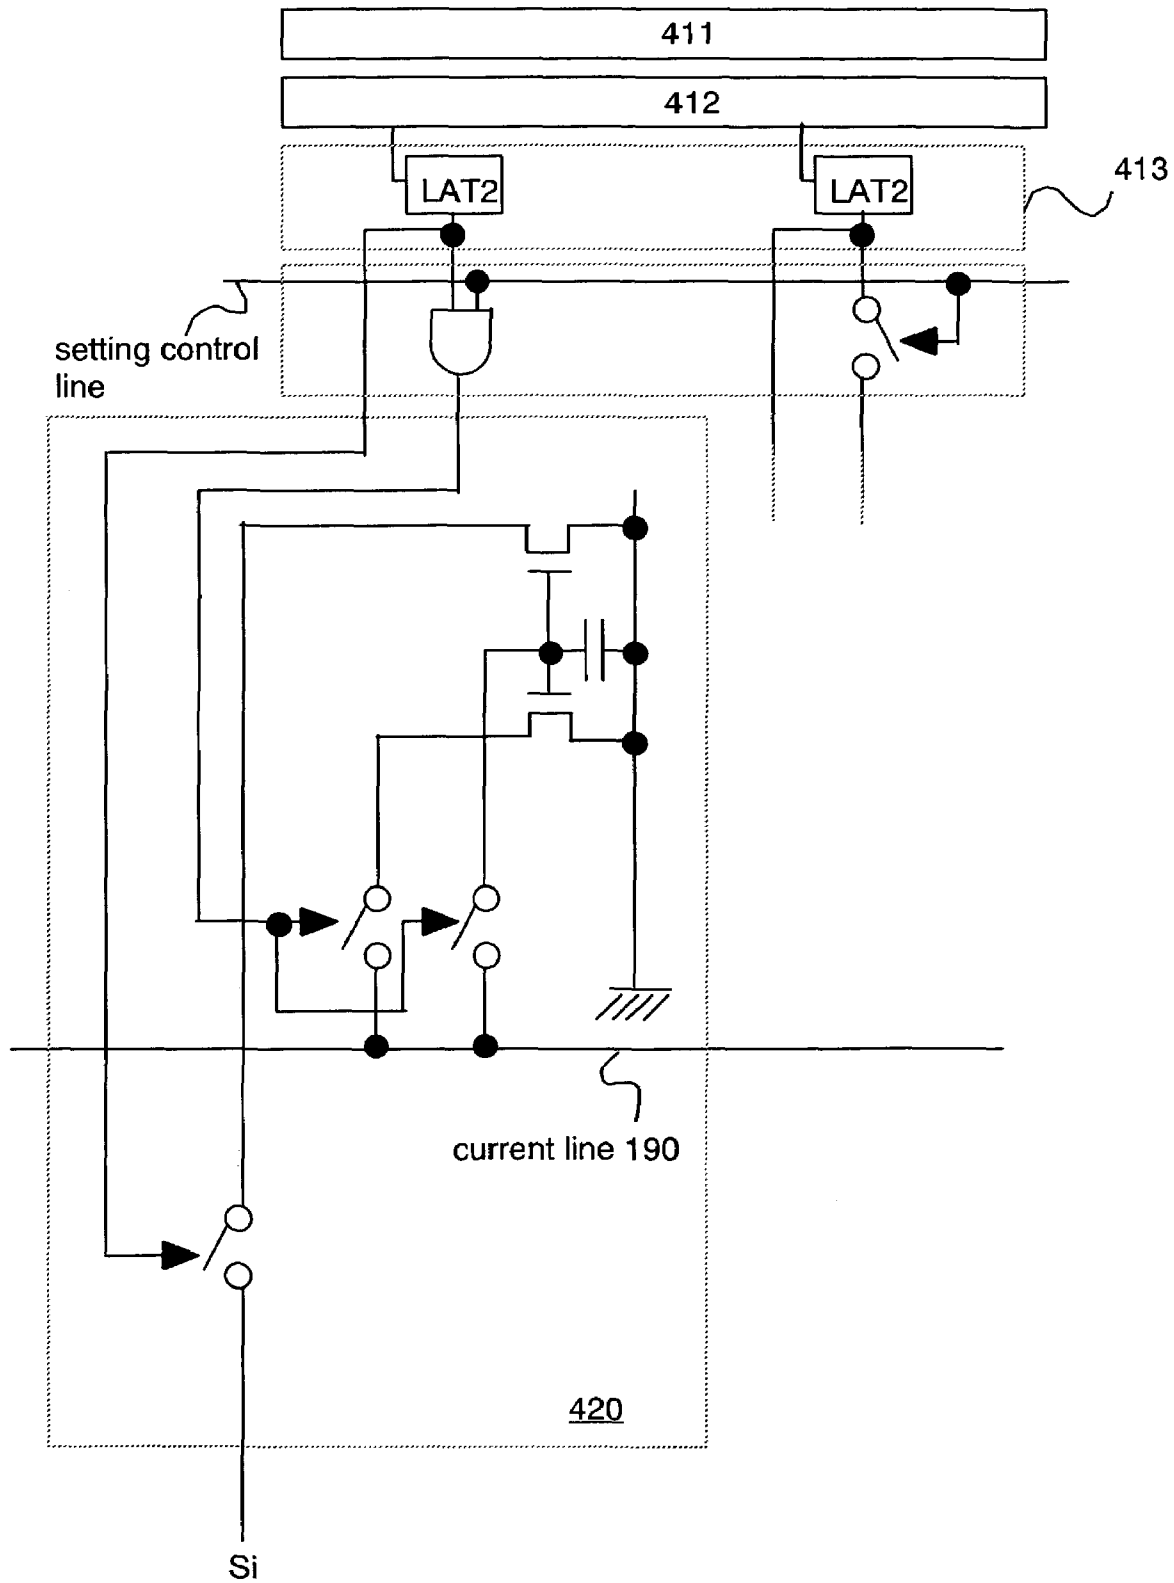 411
412
LAT2
LAT2
413
setting control
line
current line 190
420
Si